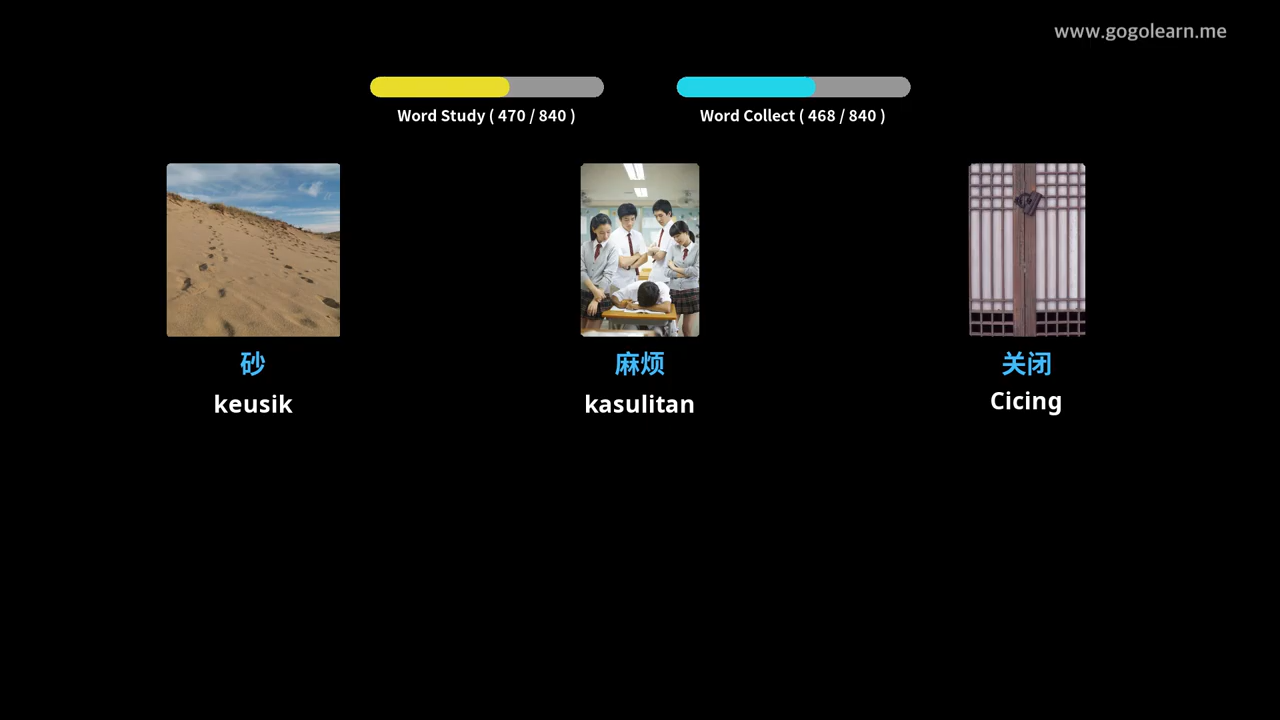 www.gogolearn.me
Word Study ( 470 / 840 )
Word Collect ( 468 / 840 )
砂
麻烦
关闭
keusik
kasulitan
Cicing